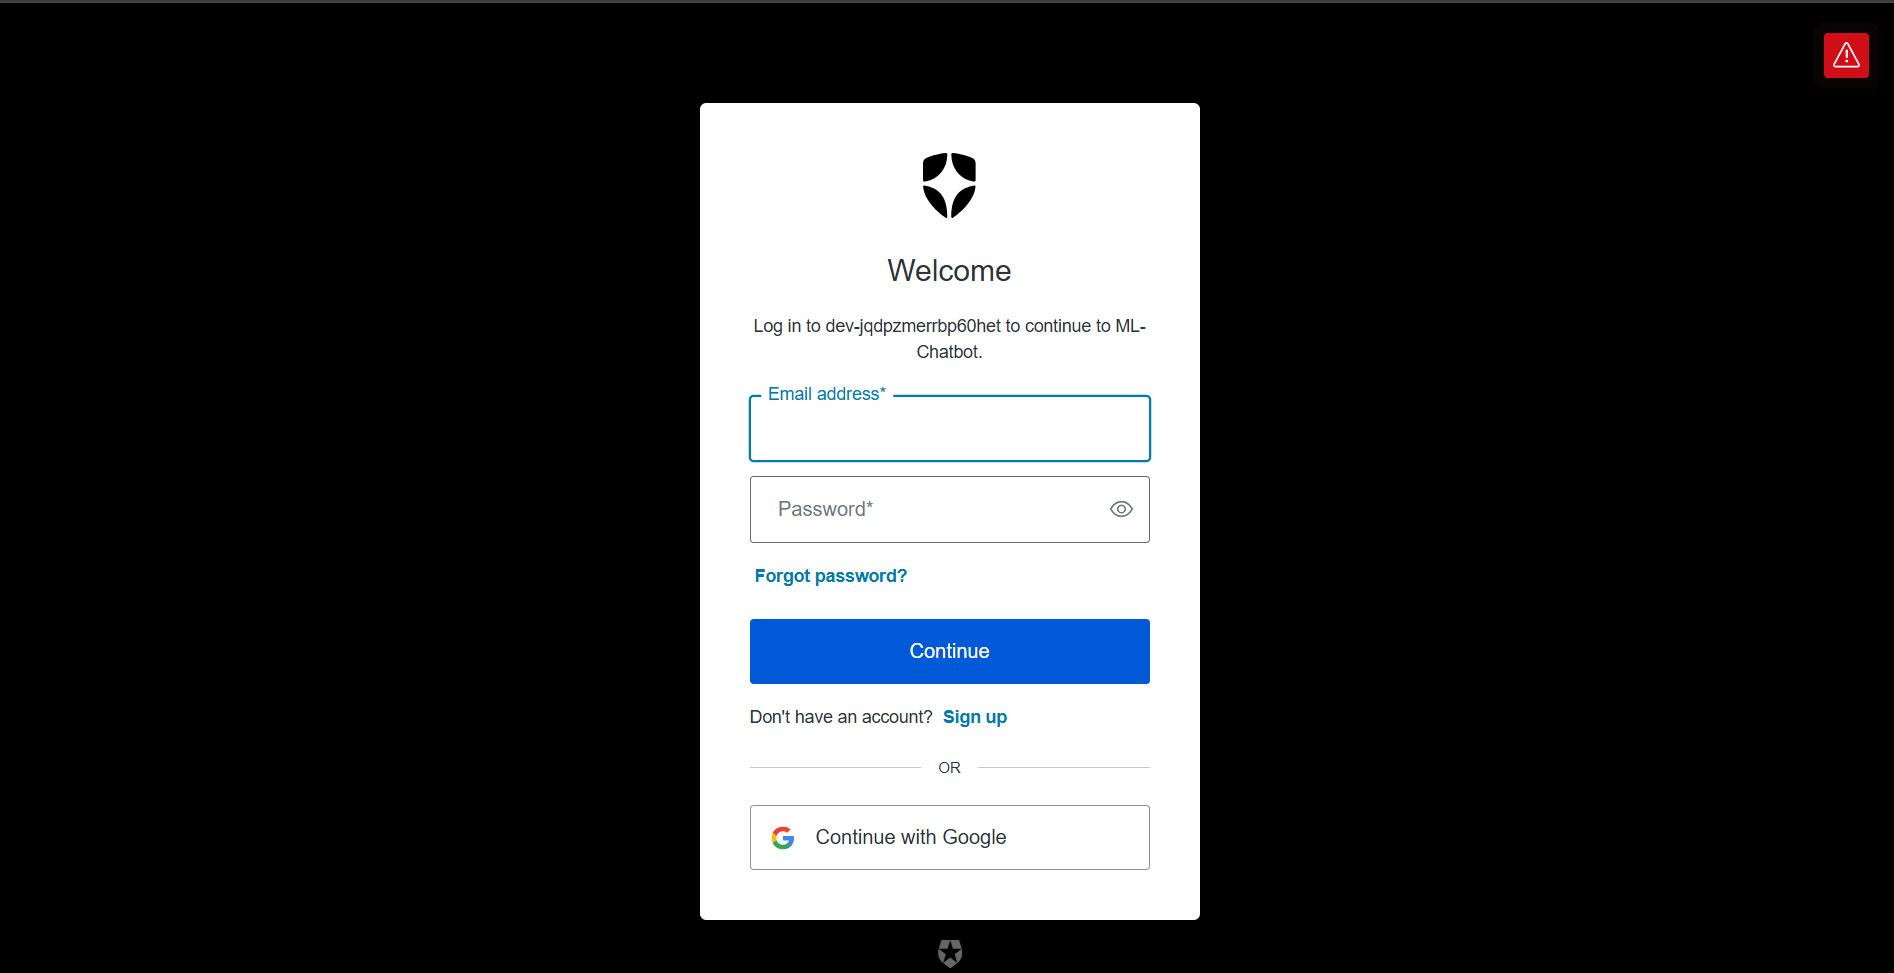 Welcome
Log in to dev-jqdpzmerrbp60het to continue to ML-
Chatbot.
Email address*
Password*
Forgot password?
Continue
Don't have an account? Sign up
OR
Continue with Google